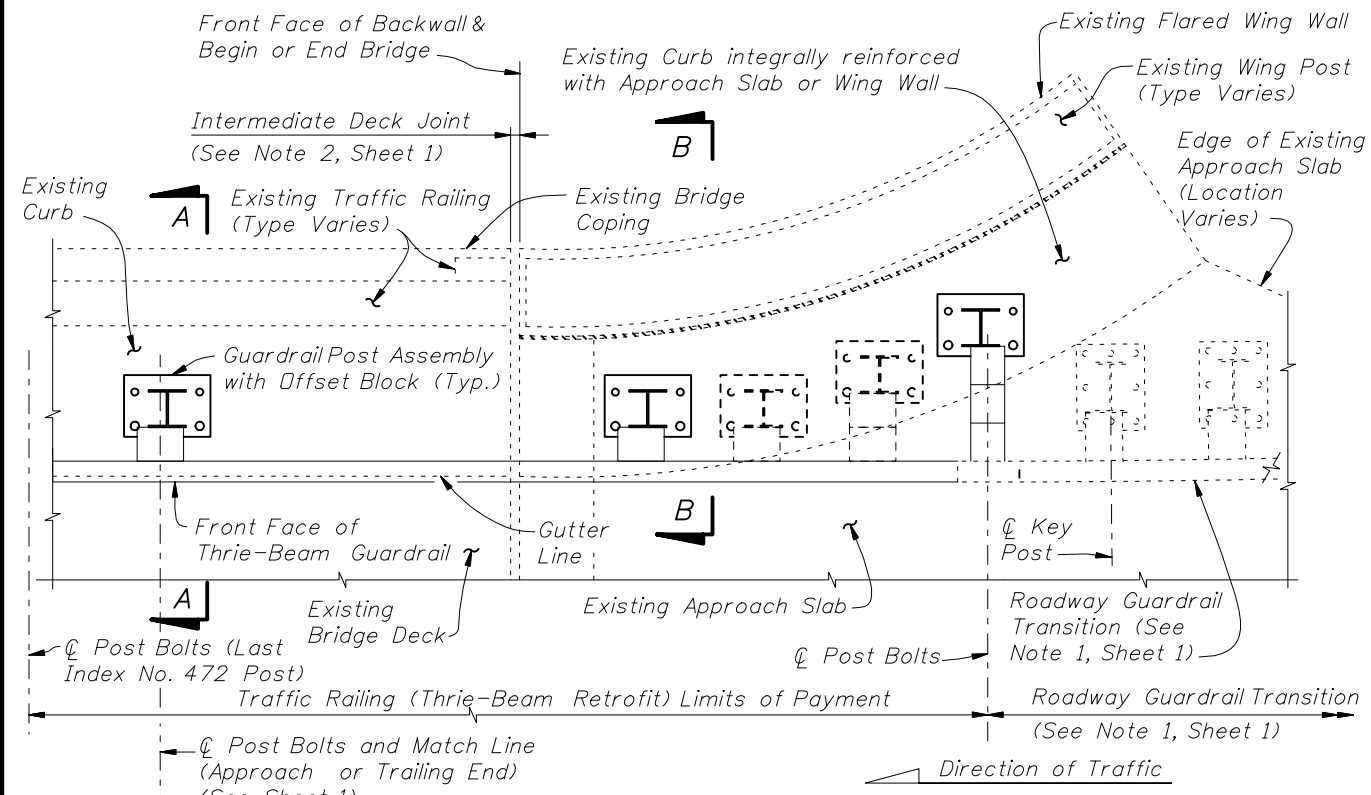 Front Face of Backwall &
Begin or End Bridge
Existing Flared Wing Wall
Existing Curb integrally reinforced
with Approach Slab or Wing Wall
Existing Wing Post
(Type Varies)
Intermediate Deck Joint
(See Note 2, Sheet 1)
B
Edge of Existing
Approach Slab
(Location
Varies)
Existing
Curb
A
Existing Traffic Railing
(Type Varies)
Existing Bridge
Coping
Guardrail Post Assembly
with Offset Block (Typ.)
Front Face of
Thrie-Beam Guardrail
Gutter
Line
B
℄ Key
Post
A
Existing
Bridge Deck
Existing Approach Slab
Roadway Guardrail
Transition (See
Note 1, Sheet 1)
℄ Post Bolts (Last
Index No. 472 Post)
℄ Post Bolts
Traffic Railing (Thrie-Beam Retrofit) Limits of Payment
Roadway Guardrail Transition
(See Note 1, Sheet 1)
℄ Post Bolts and Match Line
(Approach or Trailing End)
(See Sheet 1)
Direction of Traffic